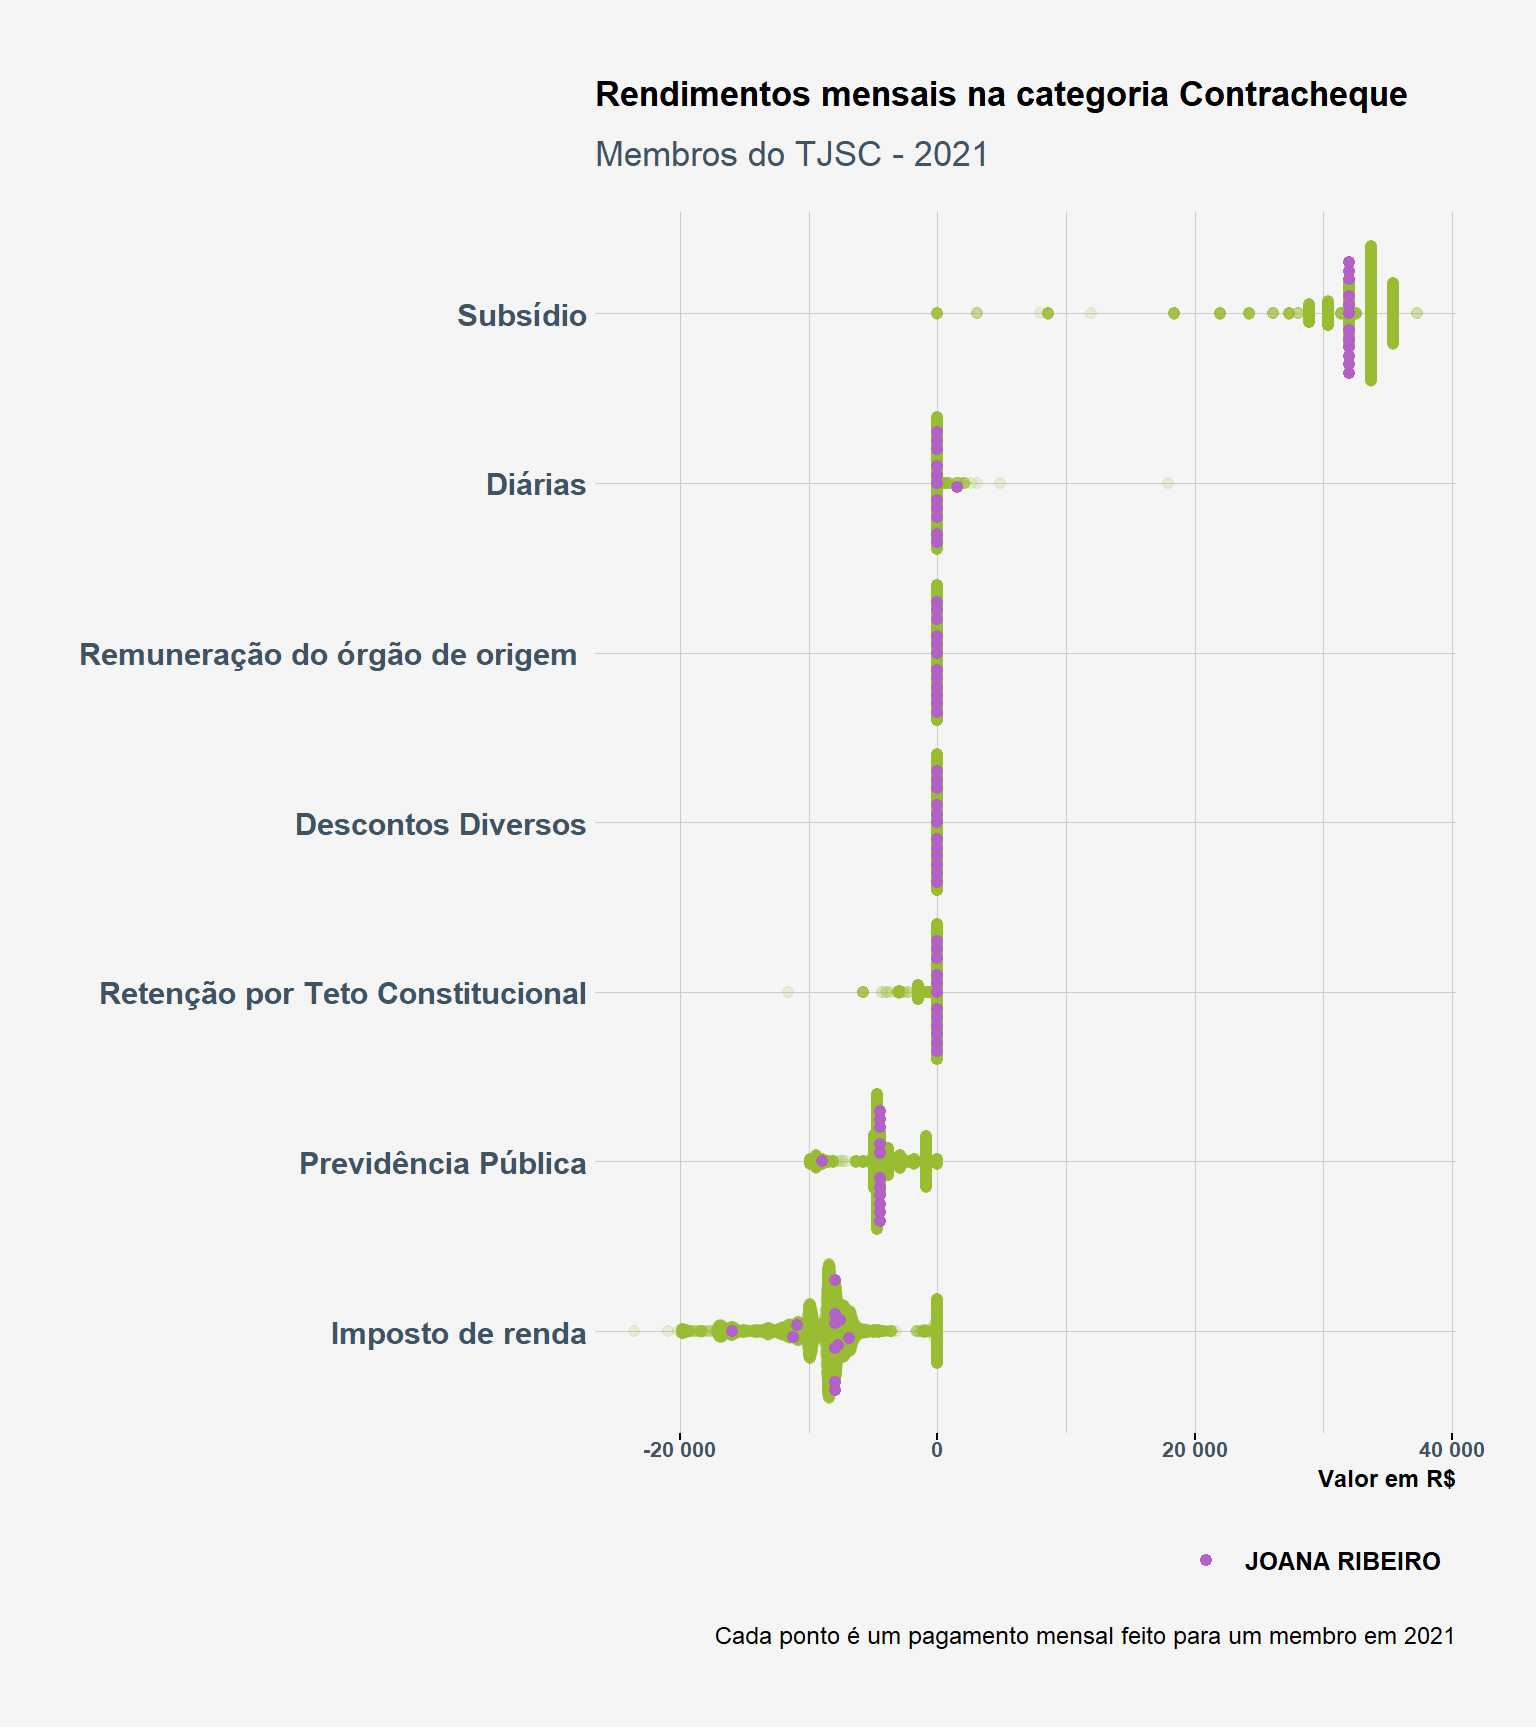 Rendimentos mensais na categoria Contracheque
Membros do TJSC - 2021
Subsídio
Diárias
Remuneração do órgão de origem
Descontos Diversos
Retenção por Teto Constitucional
Previdência Pública
Imposto de renda
-20 000 0 20 000 40 000
Valor em R$
JOANA RIBEIRO
Cada ponto é um pagamento mensal feito para um membro em 2021